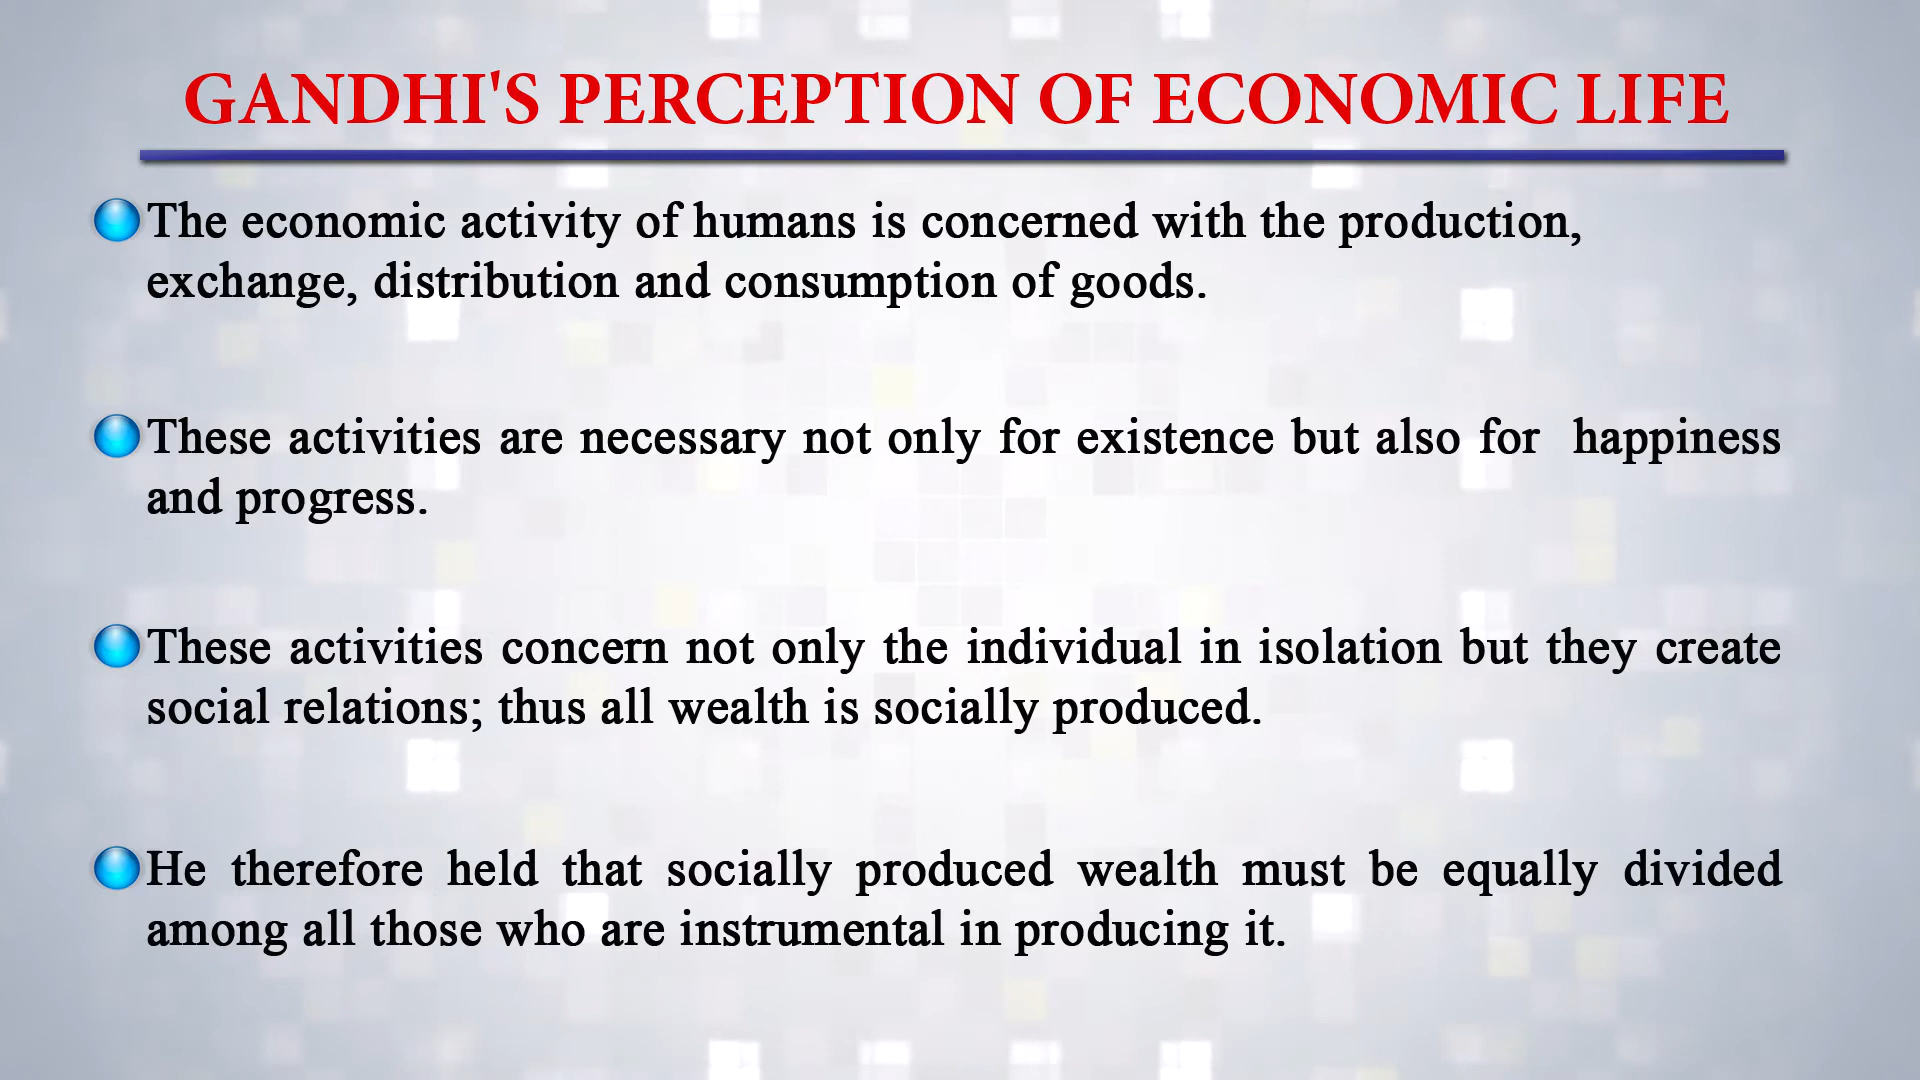 GANDHI'S PERCEPTION OF ECONOMIC LIFE
The economic activity of humans is concerned with the production,
exchange, distribution and consumption of goods.
These activities are necessary not only for existence but also for happiness
and progress.
These activities concern not only the individual in isolation but they create
social relations; thus all wealth is socially produced.
He therefore held that socially produced wealth must be equally divided
among all those who are instrumental in producing it.